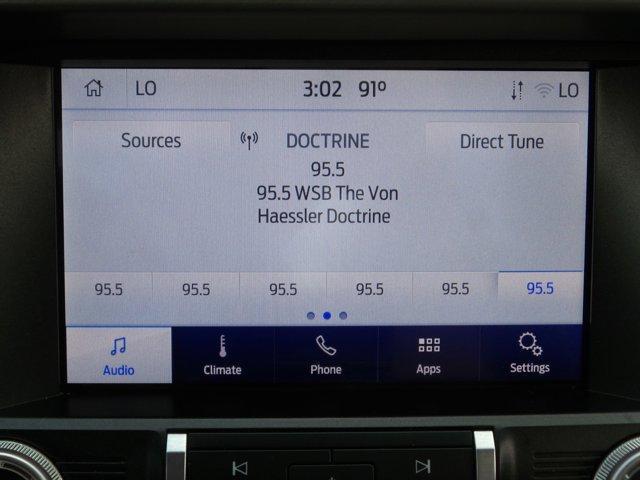 LO 3:02 91º LO
Sources DOCTRINE Direct Tune
95.5
95.5 WSB The Von
Haessler Doctrine
95.5 95.5 95.5 95.5 95.5 95.5
Audio Climate Phone Apps Settings